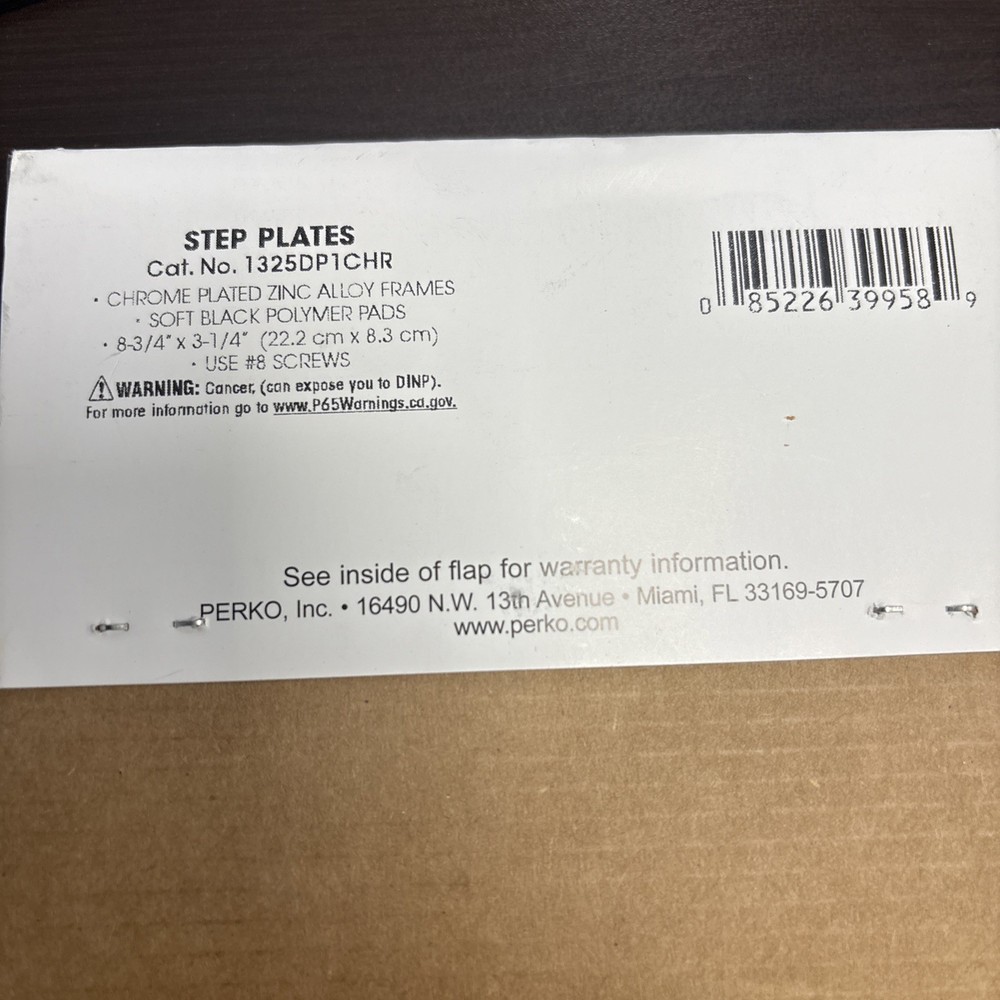 STEP PLATES
Cat. No. 1325DP1CHR
• CHROME PLATED ZINC ALLOY FRAMES
• SOFT BLACK POLYMER PADS
• 8-3/4" x 3-1/4" (22.2 cm x 8.3 cm)
• USE #8 SCREWS
⚠ WARNING: Cancer, (can expose you to DINP).
For more information go to www.P65Warnings.ca.gov.
0 85226 39958 9
See inside of flap for warranty information.
PERKO, Inc. • 16490 N.W. 13th Avenue • Miami, FL 33169-5707
www.perko.com